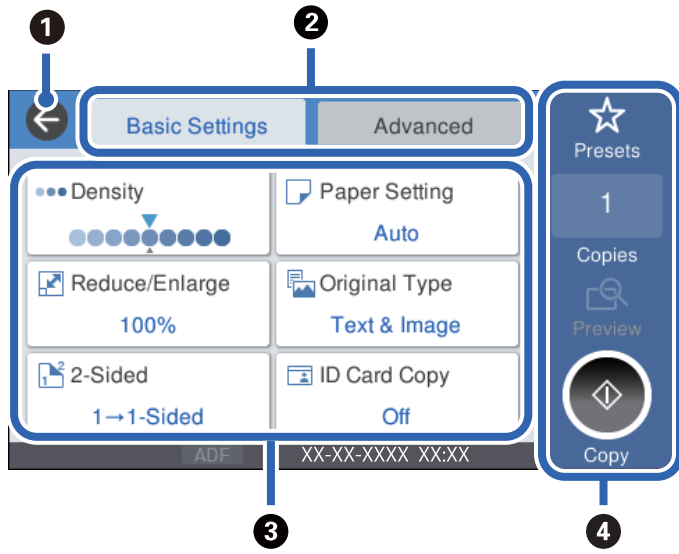 1
2
Basic Settings
Advanced
Presets
Density
Paper Setting
Auto
1
Copies
Reduce/Enlarge
100%
Original Type
Text & Image
Preview
1 2
2-Sided
1→1-Sided
ID Card Copy
Off
Copy
ADF
XX-XX-XXXX XX:XX
3
4